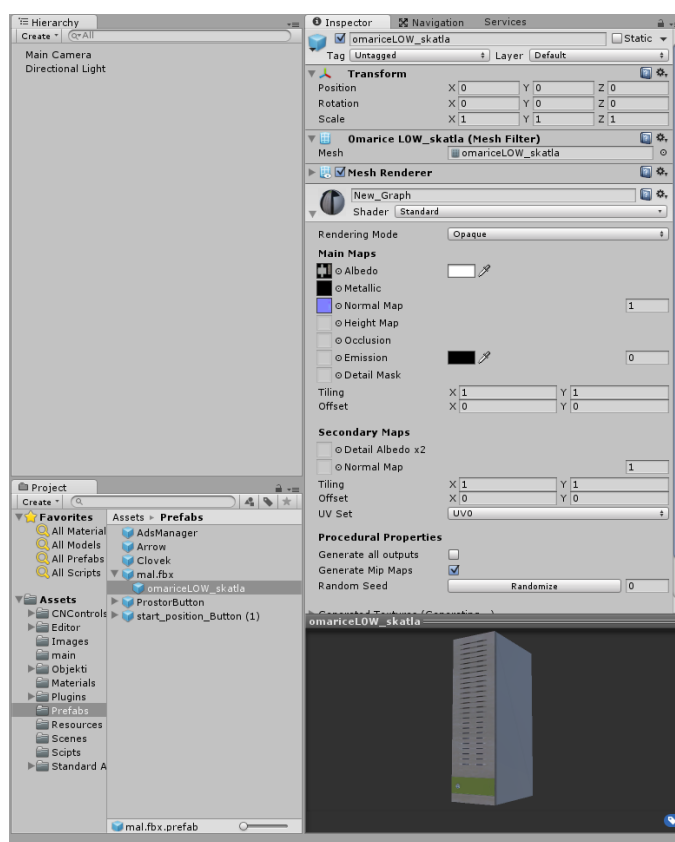 Hierarchy
Create
All
Main Camera
Directional Light
Project
Create
Favorites
All Material
All Models
All Prefabs
All Scripts
Assets
CNControls
Editor
Images
main
Objekti
Materials
Plugins
Prefabs
Resources
Scenes
Scipts
Standard A
Assets Prefabs
AdsManager
Arrow
Clovek
mal.fbx
omariceLOW_skatla
ProstorButton
start_position_Button (1)
mal.fbx.prefab
Inspector Navigation Services
omariceLOW_skatla Static
Tag Untagged Layer Default
Transform
Position X 0 Y 0 Z 0
Rotation X 0 Y 0 Z 0
Scale X 1 Y 1 Z 1
Omarice LOW_skatla (Mesh Filter)
Mesh omariceLOW_skatla
Mesh Renderer
New_Graph
Shader Standard
Rendering Mode Opaque
Main Maps
Albedo
Metallic
Normal Map 1
Height Map
Occlusion
Emission 0
Detail Mask
Tiling X 1 Y 1
Offset X 0 Y 0
Secondary Maps
Detail Albedo x2
Normal Map 1
Tiling X 1 Y 1
Offset X 0 Y 0
UV Set UV0
Procedural Properties
Generate all outputs
Generate Mip Maps
Random Seed Randomize 0
omariceLOW_skatla